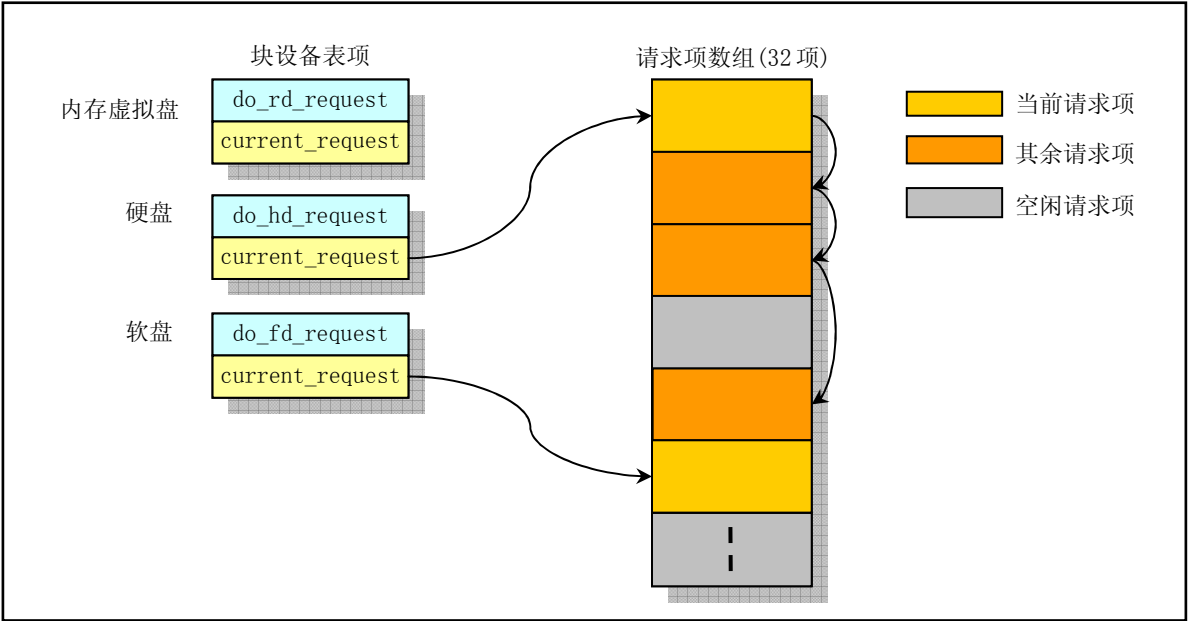 块设备表项
请求项数组(32 项)
内存虚拟盘
do_rd_request
current_request
硬盘
do_hd_request
current_request
软盘
do_fd_request
current_request
当前请求项
其余请求项
空闲请求项